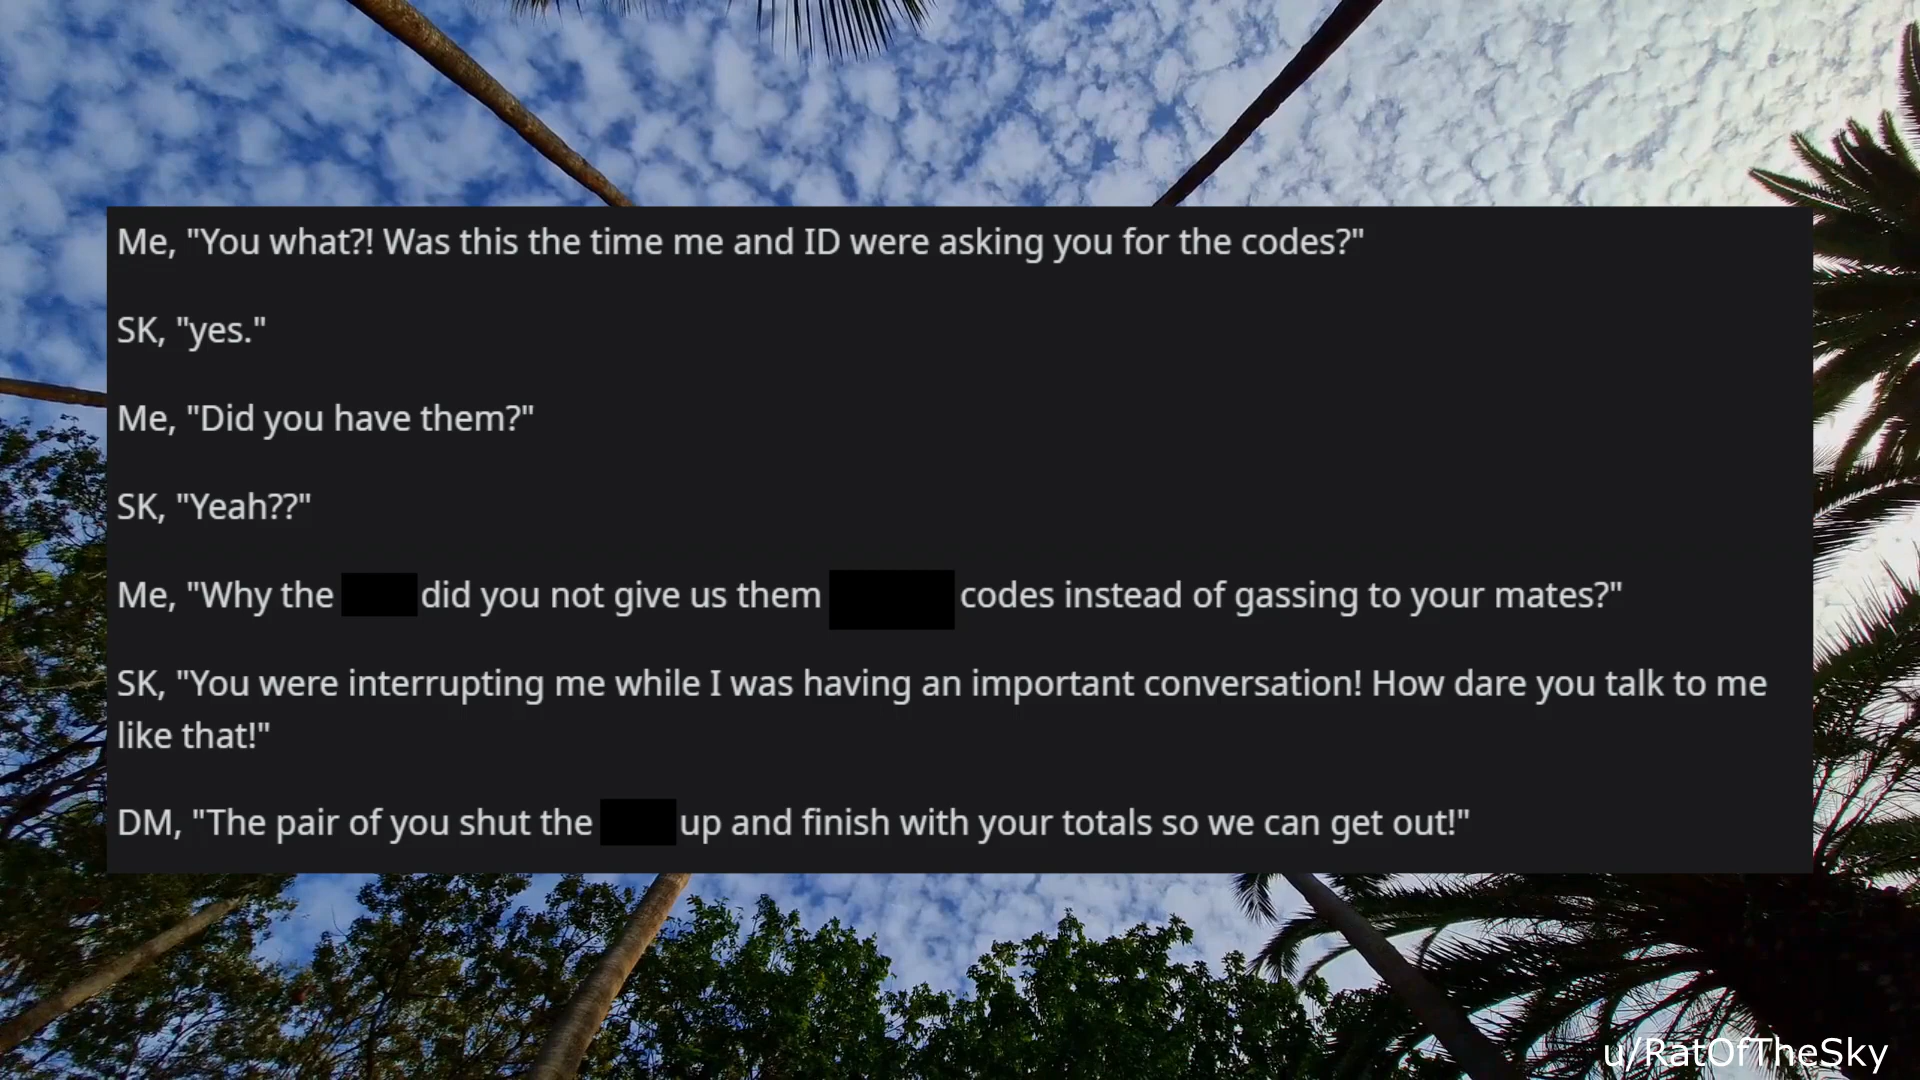 Me, "You what?! Was this the time me and ID were asking you for the codes?"
SK, "yes."
Me, "Did you have them?"
SK, "Yeah??"
Me, "Why the did you not give us them codes instead of gassing to your mates?"
SK, "You were interrupting me while I was having an important conversation! How dare you talk to me
like that!"
DM, "The pair of you shut the up and finish with your totals so we can get out!"
u/RatOfTheSky